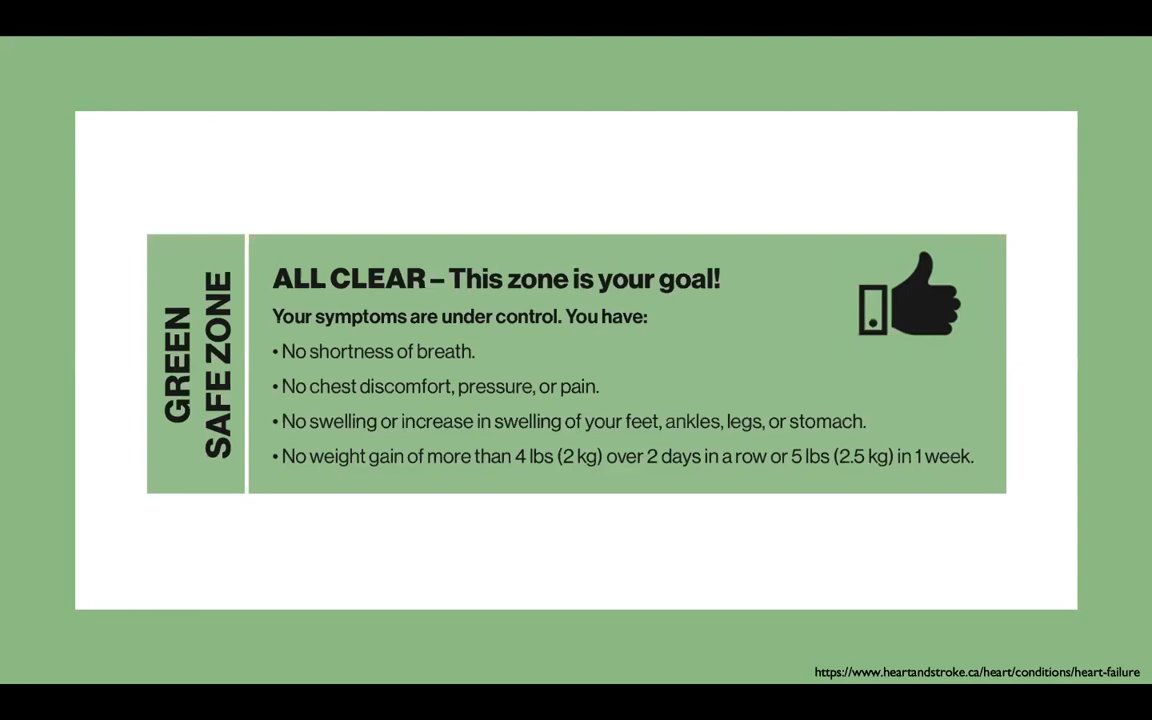 GREEN
SAFE ZONE
ALL CLEAR – This zone is your goal!
Your symptoms are under control. You have:
• No shortness of breath.
• No chest discomfort, pressure, or pain.
• No swelling or increase in swelling of your feet, ankles, legs, or stomach.
• No weight gain of more than 4 lbs (2 kg) over 2 days in a row or 5 lbs (2.5 kg) in 1 week.
https://www.heartandstroke.ca/heart/conditions/heart-failure